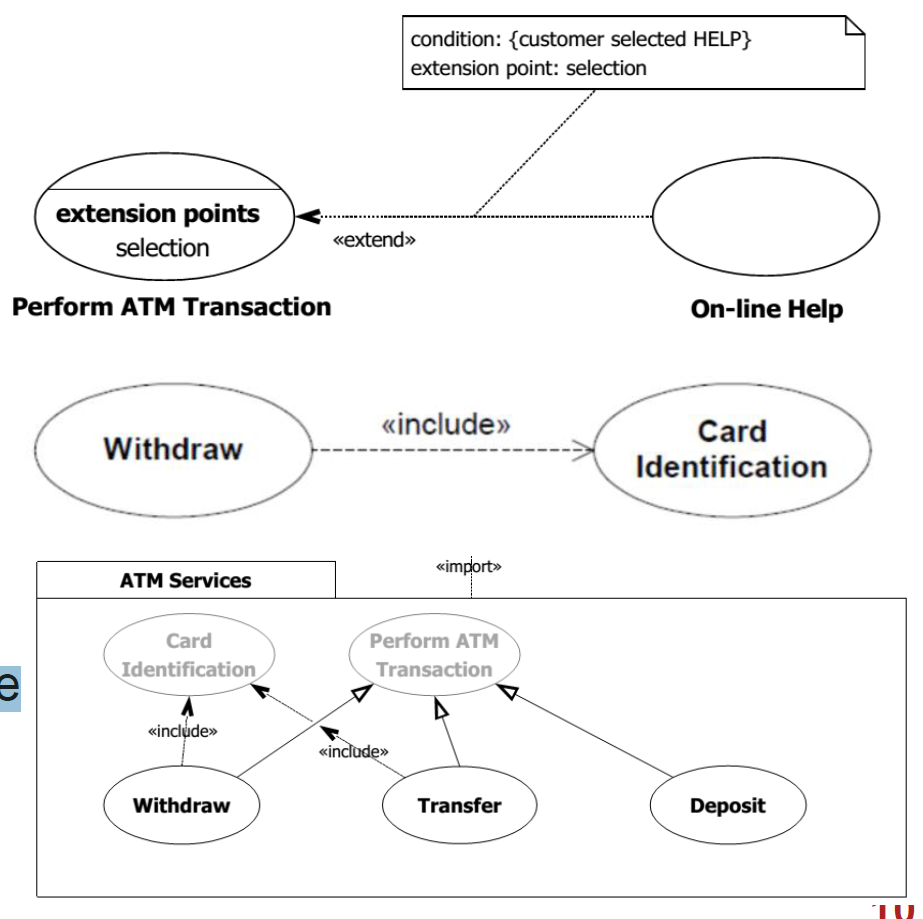 condition: {customer selected HELP}
extension point: selection
extension points
selection
«extend»
Perform ATM Transaction
On-line Help
Withdraw
«include»
Card
Identification
ATM Services
«import»
Card
Identification
Perform ATM
Transaction
e
«include»
«include»
Withdraw
Transfer
Deposit
10